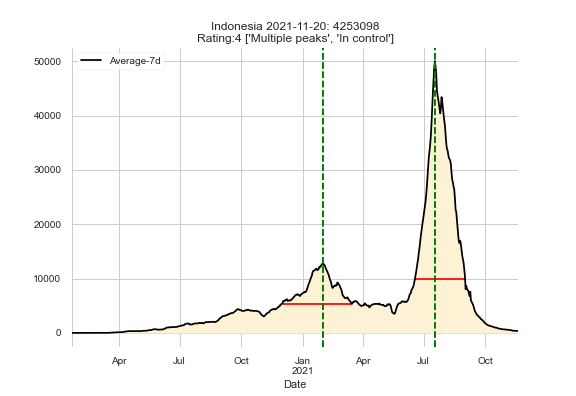 Indonesia 2021-11-20: 4253098
Rating:4 ['Multiple peaks', 'In control']
Average-7d
50000
40000
30000
20000
10000
0
Apr
Jul
Oct
Jan
2021
Apr
Jul
Oct
Date